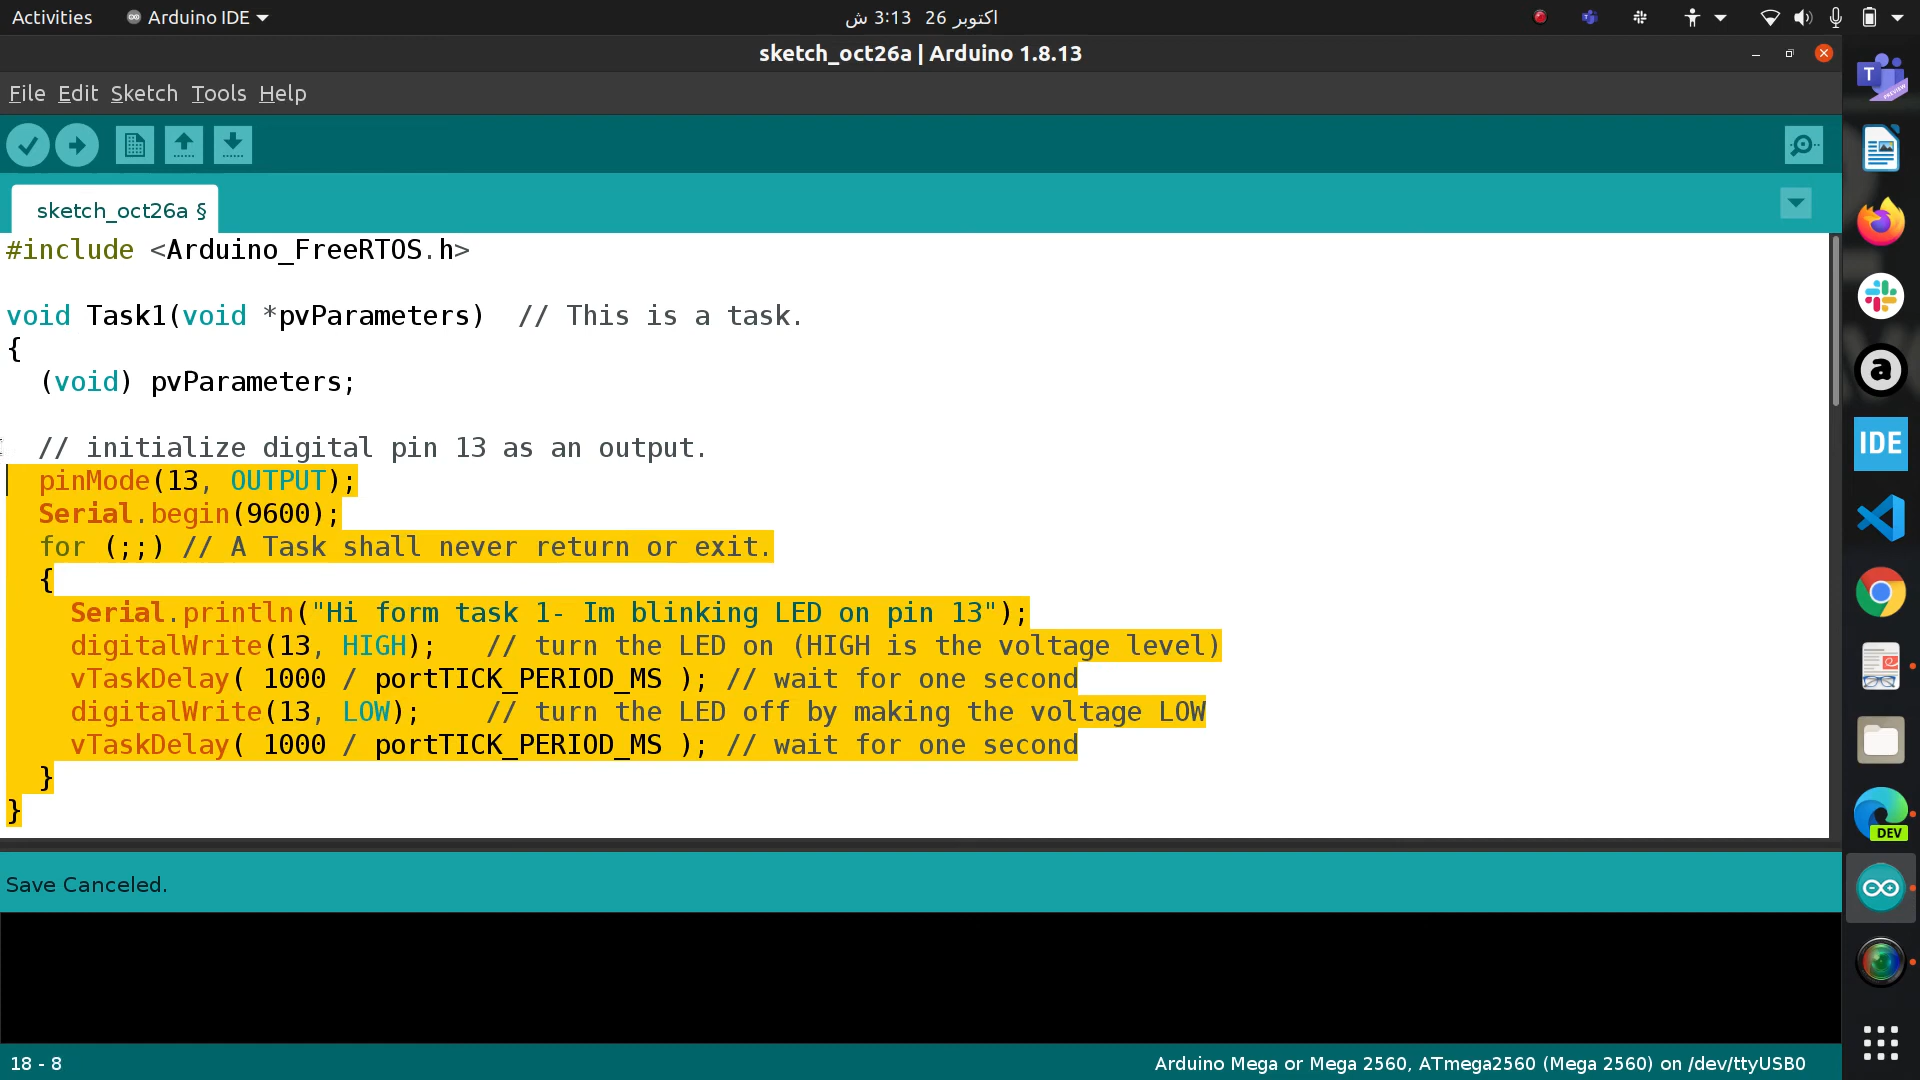 Activities
Arduino IDE
اکتوبر 26  3:13 ش
sketch_oct26a | Arduino 1.8.13
File Edit Sketch Tools Help
sketch_oct26a §
#include <Arduino_FreeRTOS.h>
void Task1(void *pvParameters)  // This is a task.
{
  (void) pvParameters;
  // initialize digital pin 13 as an output.
  pinMode(13, OUTPUT);
  Serial.begin(9600);
  for (;;) // A Task shall never return or exit.
  {
    Serial.println("Hi form task 1- Im blinking LED on pin 13");
    digitalWrite(13, HIGH);   // turn the LED on (HIGH is the voltage level)
    vTaskDelay( 1000 / portTICK_PERIOD_MS ); // wait for one second
    digitalWrite(13, LOW);    // turn the LED off by making the voltage LOW
    vTaskDelay( 1000 / portTICK_PERIOD_MS ); // wait for one second
  }
}
Save Canceled.
18 - 8
Arduino Mega or Mega 2560, ATmega2560 (Mega 2560) on /dev/ttyUSB0
T
PREVIEW
a
IDE
DEV